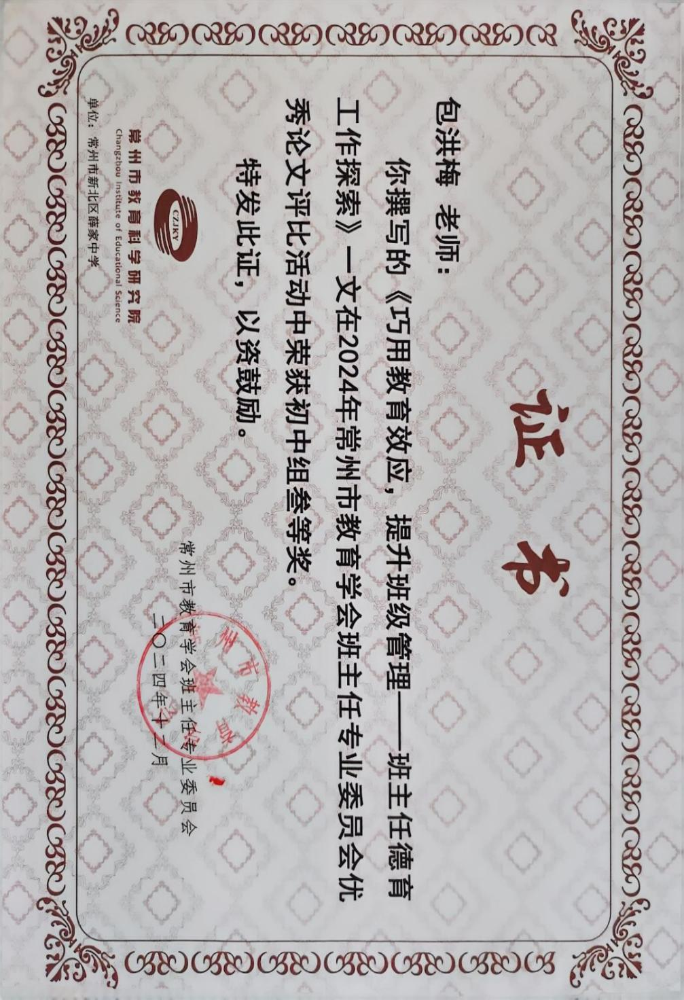 证书
包洪梅 老师：
你撰写的《巧用教育效应，提升班级管理——班主任德育
工作探索》一文在2024年常州市教育学会班主任专业委员会优
秀论文评比活动中荣获初中组叁等奖。
特发此证，以资鼓励。
常州市教育学会班主任专业委员会
二〇二四年十二月
CZJKY
常州市教育科学研究院
Changzhou Institute of Educational Science
单位：常州市新北区薛家中学
州市教育